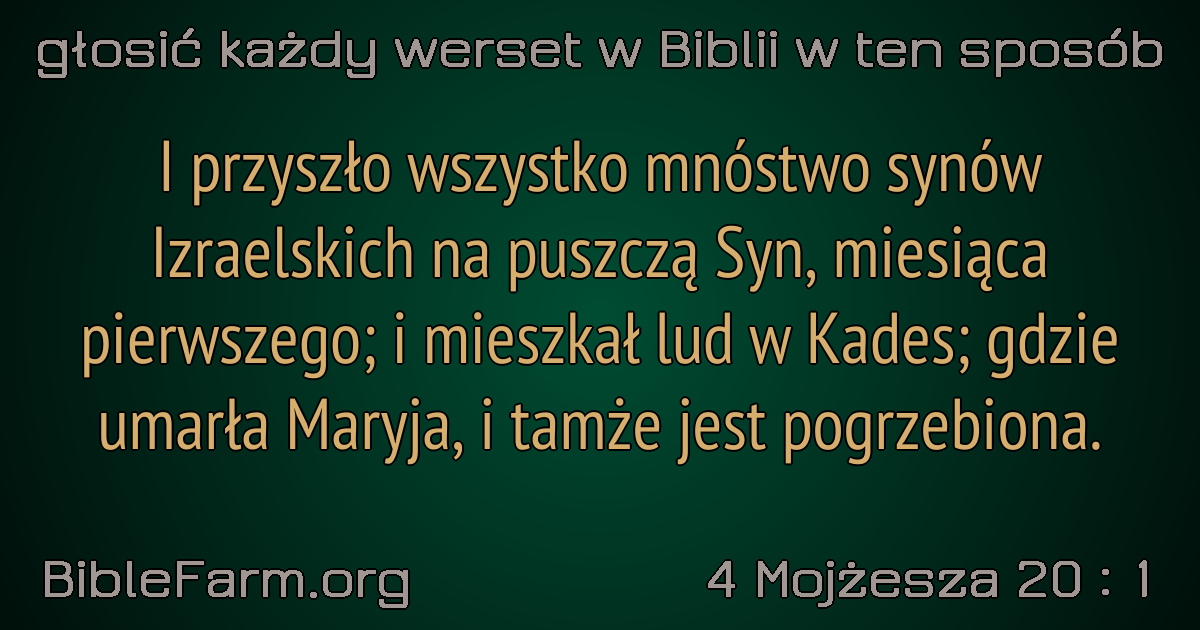 głosić każdy werset w Biblii w ten sposób
I przyszło wszystko mnóstwo synów
Izraelskich na puszczą Syn, miesiąca
pierwszego; i mieszkał lud w Kades; gdzie
umarła Maryja, i tamże jest pogrzebiona.
BibleFarm.org
4 Mojżesza 20 : 1